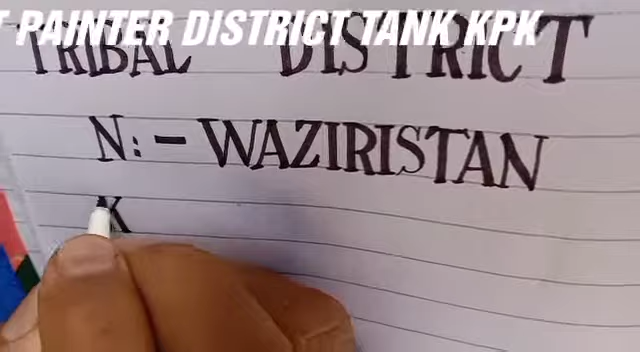 T PAINTER DISTRICT TANK KPK
TRIBAL DISTRICT
N:- WAZIRISTAN
K